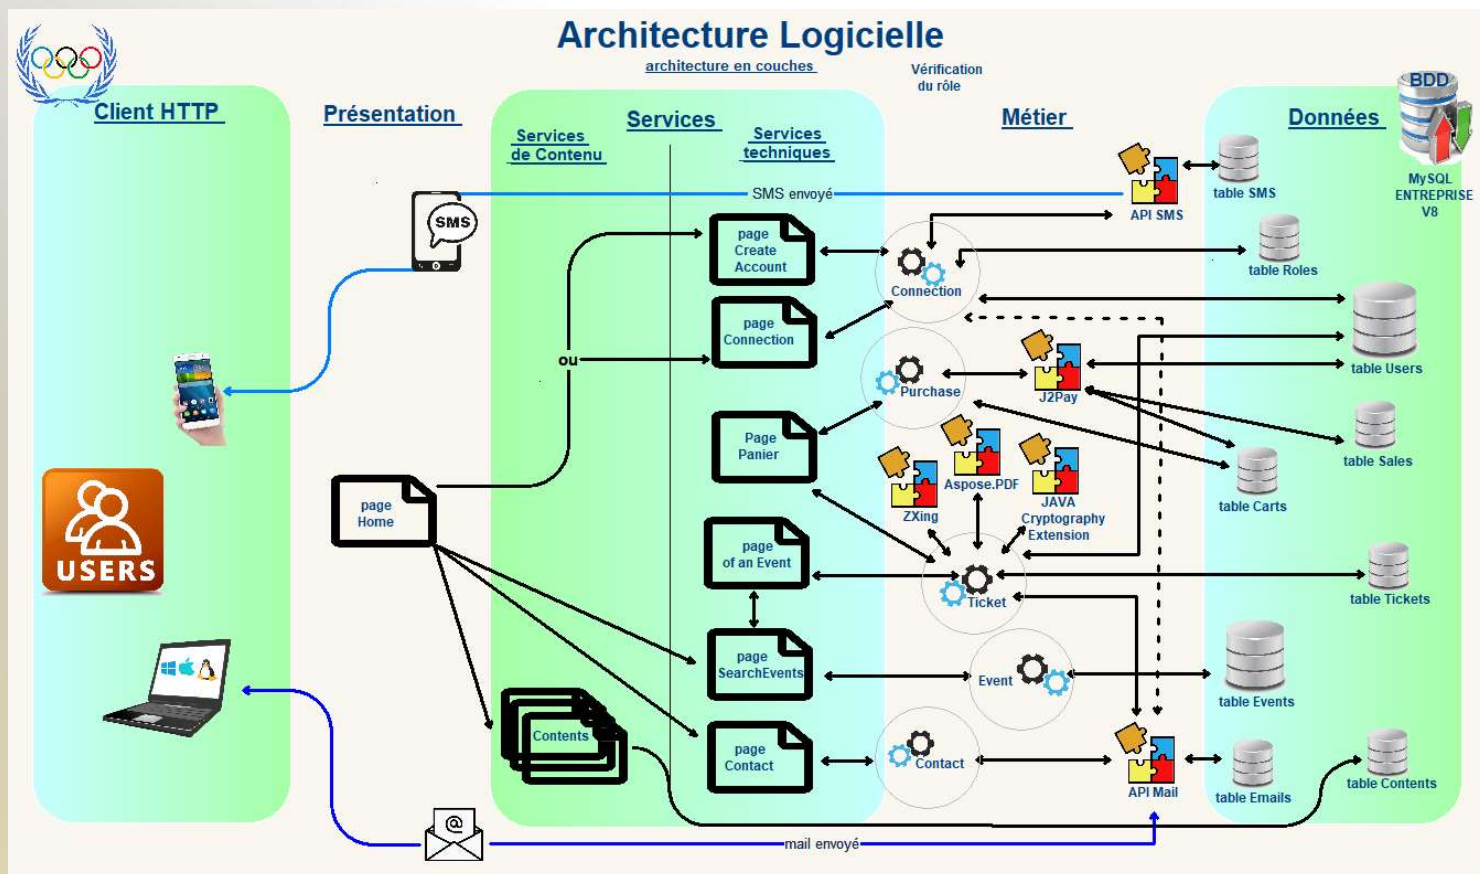 Architecture Logicielle
architecture en couches
Vérification
du rôle
BDD
Client HTTP
Présentation
Services
Services
de Contenu
Services
techniques
Métier
Données
MySQL
ENTREPRISE
V8
SMS
SMS envoyé
API SMS
table SMS
page
Create
Account
Connection
table Roles
page
Connection
ou
Purchase
J2Pay
table Users
Page
Panier
ZXing
Aspose.PDF
JAVA
Cryptography
Extension
table Sales
table Carts
USERS
page
Home
page
of an Event
Ticket
table Tickets
page
SearchEvents
Event
table Events
Contents
page
Contact
Contact
API Mail
table Emails
table Contents
@
mail envoyé